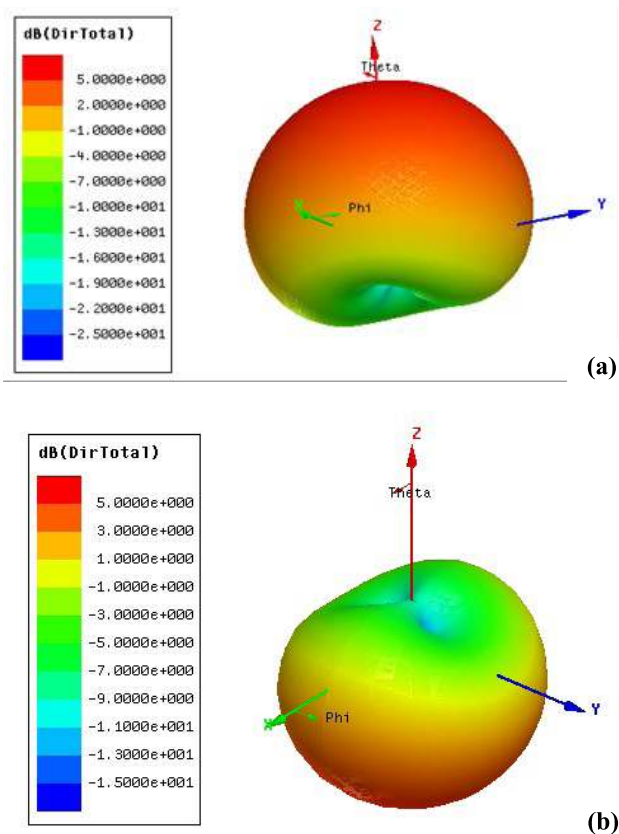 dB(DirTotal)
5.0000e+000
2.0000e+000
-1.0000e+000
-4.0000e+000
-7.0000e+000
-1.0000e+001
-1.3000e+001
-1.6000e+001
-1.9000e+001
-2.2000e+001
-2.5000e+001
Z
Theta
X
Phi
Y
(a)
dB(DirTotal)
5.0000e+000
3.0000e+000
1.0000e+000
-1.0000e+000
-3.0000e+000
-5.0000e+000
-7.0000e+000
-9.0000e+000
-1.1000e+001
-1.3000e+001
-1.5000e+001
Z
Theta
X
Phi
Y
(b)